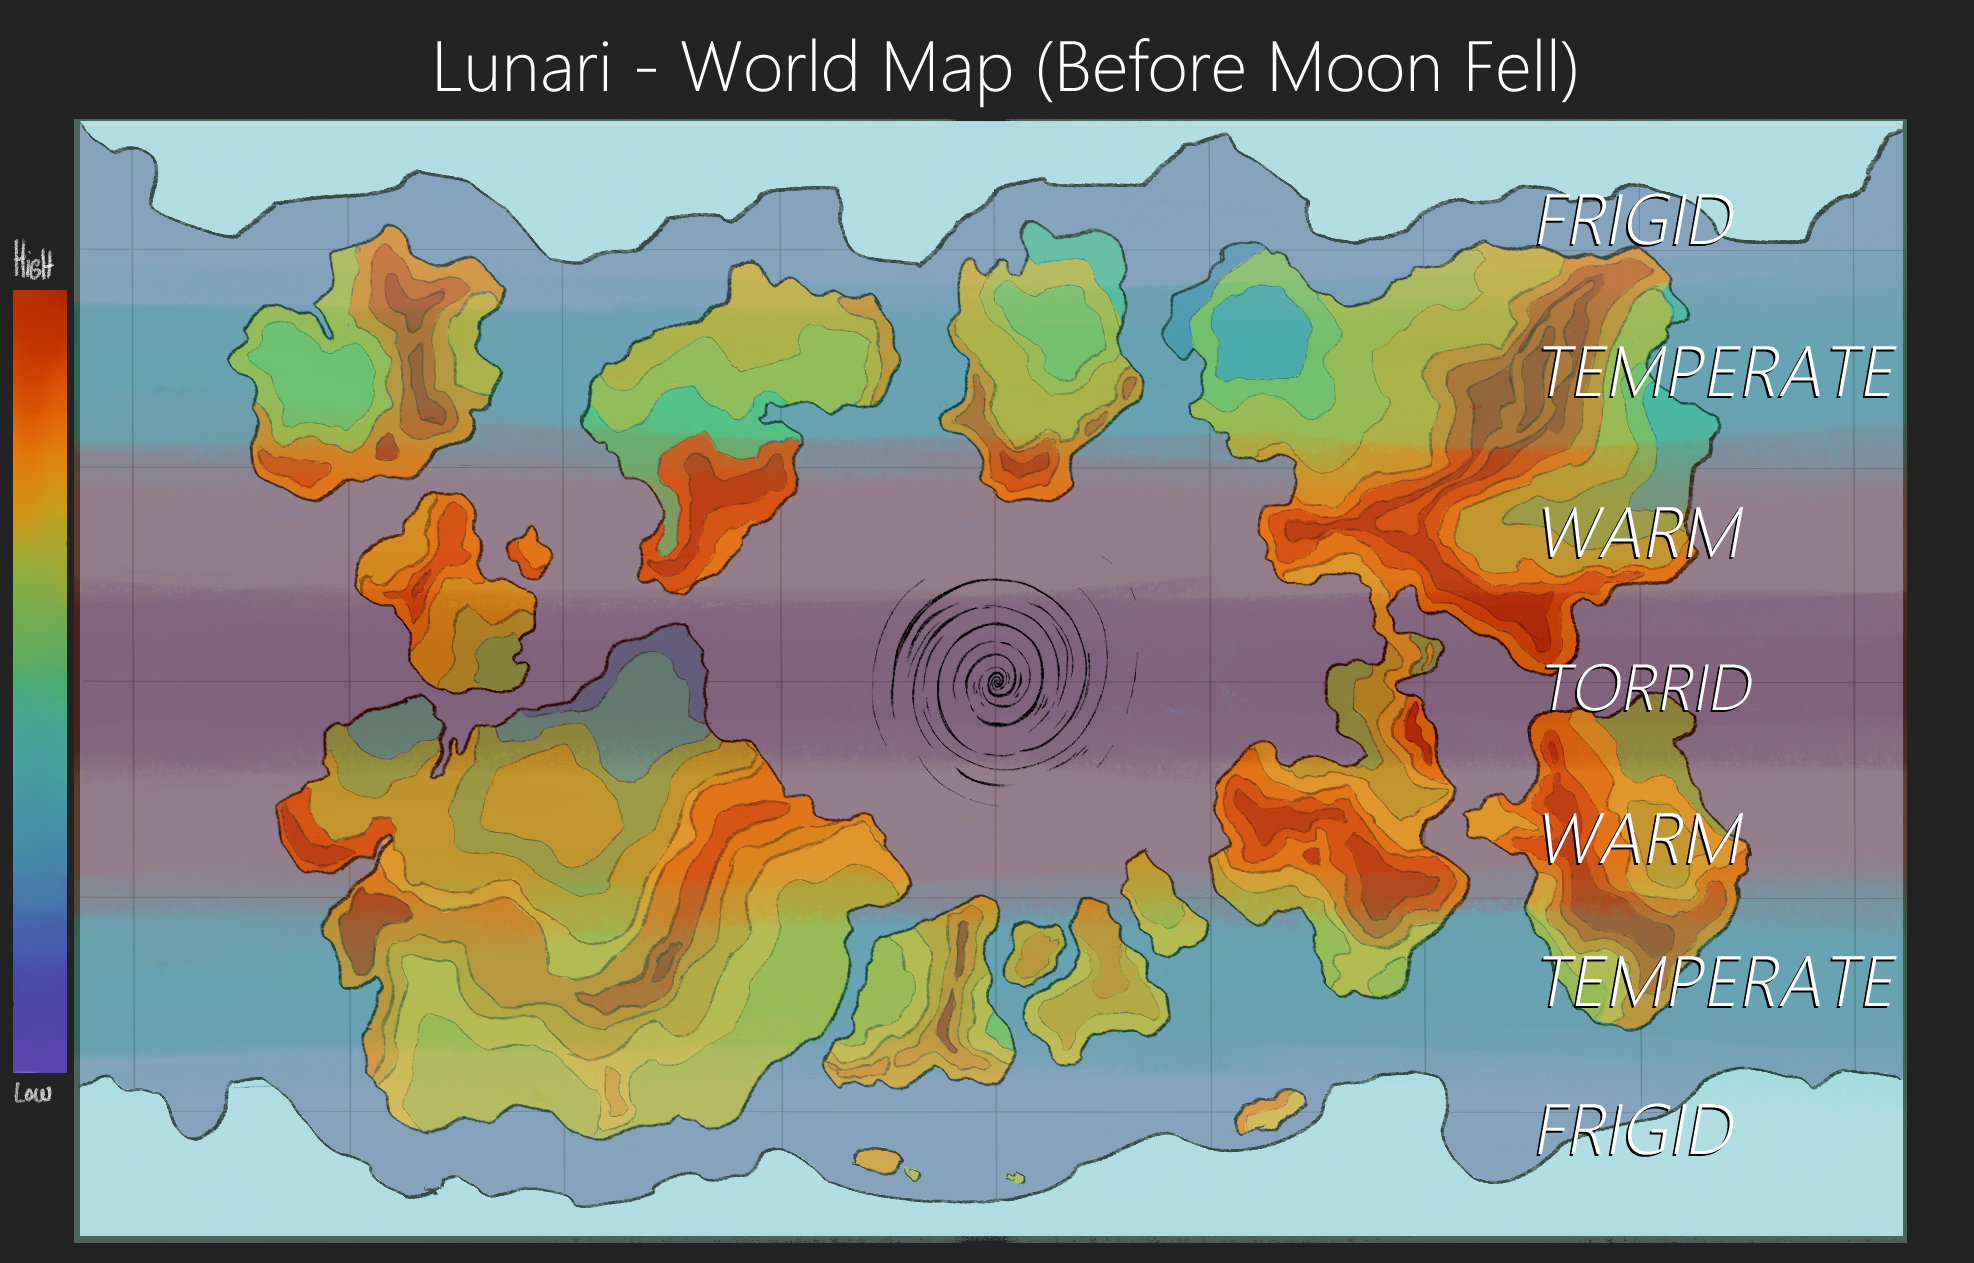 Lunari - World Map (Before Moon Fell)
FRIGID
HIGH
TEMPERATE
WARM
TORRID
WARM
TEMPERATE
LOW
FRIGID